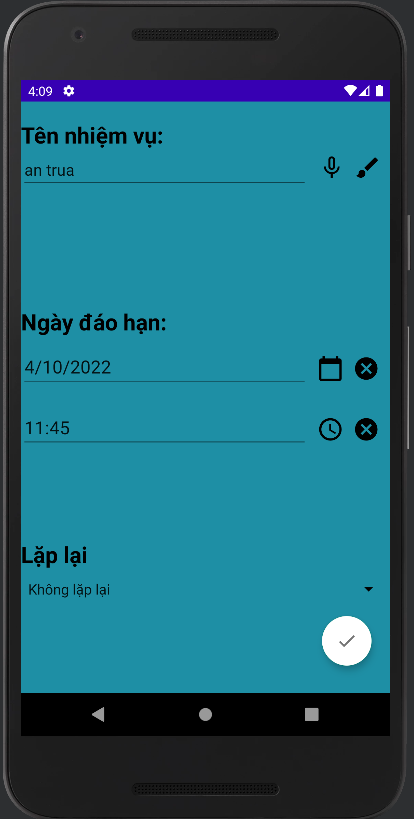 4:09
Tên nhiệm vụ:
an trua
Ngày đáo hạn:
4/10/2022
11:45
Lặp lại
Không lặp lại